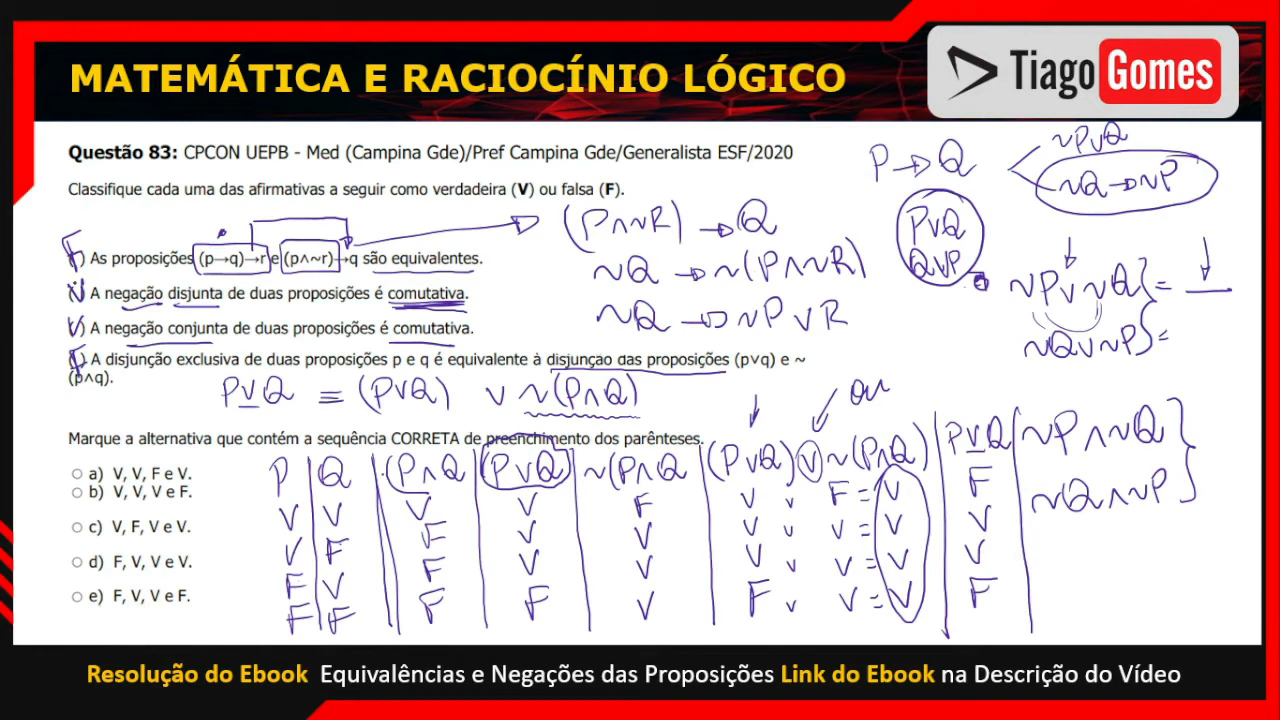 MATEMÁTICA E RACIOCÍNIO LÓGICO
Tiago Gomes
Questão 83: CPCON UEPB - Med (Campina Gde)/Pref Campina Gde/Generalista ESF/2020
Classifique cada uma das afirmativas a seguir como verdadeira (V) ou falsa (F).
P → Q
~P∨Q
~Q → ~P
P∨Q
Q∨P
F As proposições (p→q)→r e (p∧~r)→q são equivalentes.
(P∧~R) → Q
~Q → ~(P∧~R)
~Q → ~P∨R
(V) A negação disjunta de duas proposições é comutativa.
(V) A negação conjunta de duas proposições é comutativa.
~P∨~Q =
~Q∨~P =
(F) A disjunção exclusiva de duas proposições p e q é equivalente à disjunçao das proposições (p∨q) e ~
(p∧q).
P⊻Q ≡ (P∨Q) ∨ ~(P∧Q)
ou
Marque a alternativa que contém a sequência CORRETA de preenchimento dos parênteses.
a) V, V, F e V.
b) V, V, V e F.
c) V, F, V e V.
d) F, V, V e V.
e) F, V, V e F.
P | Q | (P∧Q | (P∨Q) | ~(P∧Q | (P∨Q) ∨ ~(P∧Q) | P⊻Q | ~P∧~Q
V | V | V | V | F | V ∨ F = V | F | ~Q∧~P
V | F | F | V | V | V ∨ V = V | V
F | V | F | V | V | V ∨ V = V | V
F | F | F | F | V | F ∨ V = V | F
Resolução do Ebook Equivalências e Negações das Proposições Link do Ebook na Descrição do Vídeo